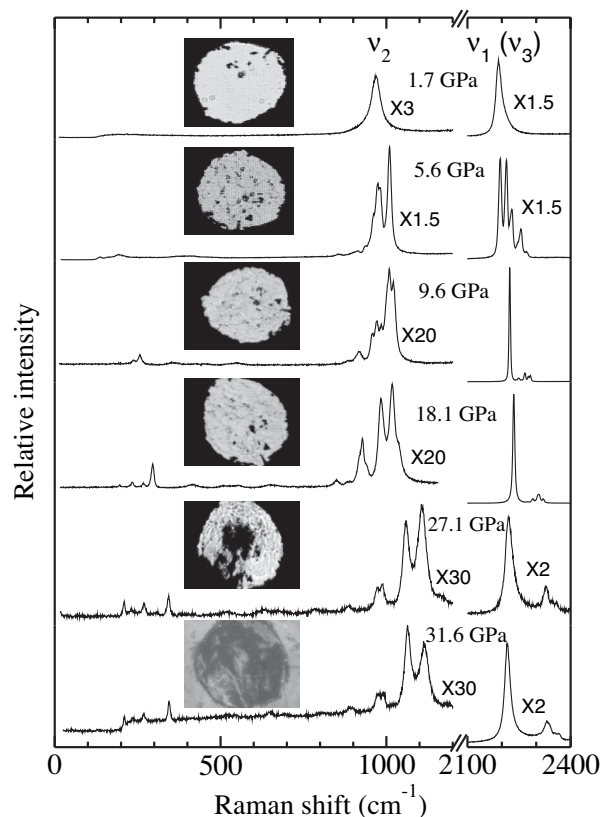 ν₂ ν₁ (ν₃)
1.7 GPa
X3 X1.5
5.6 GPa
X1.5 X1.5
9.6 GPa
X20
18.1 GPa
X20
27.1 GPa
X30 X2
31.6 GPa
X30 X2
Relative intensity
0 500 1000 2100 2400
Raman shift (cm⁻¹)